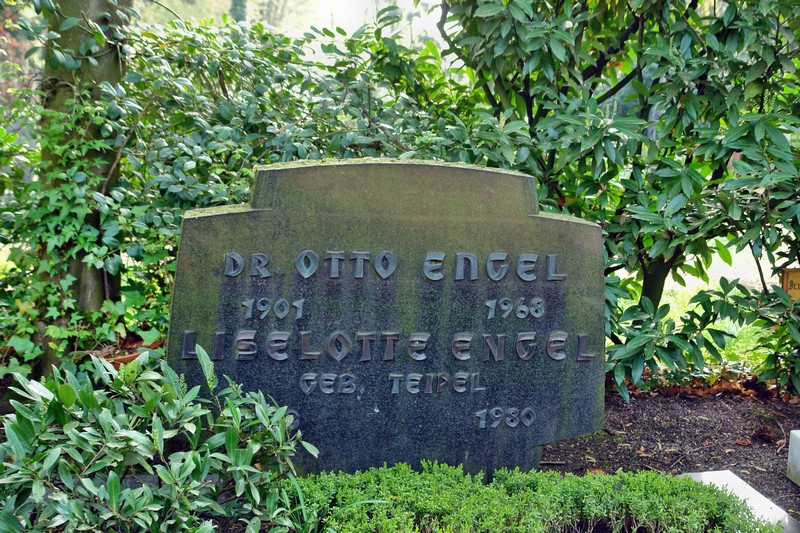 DR. OTTO ENGEL
1901 1968
LISELOTTE ENGEL
GEB. TEIPEL
1980